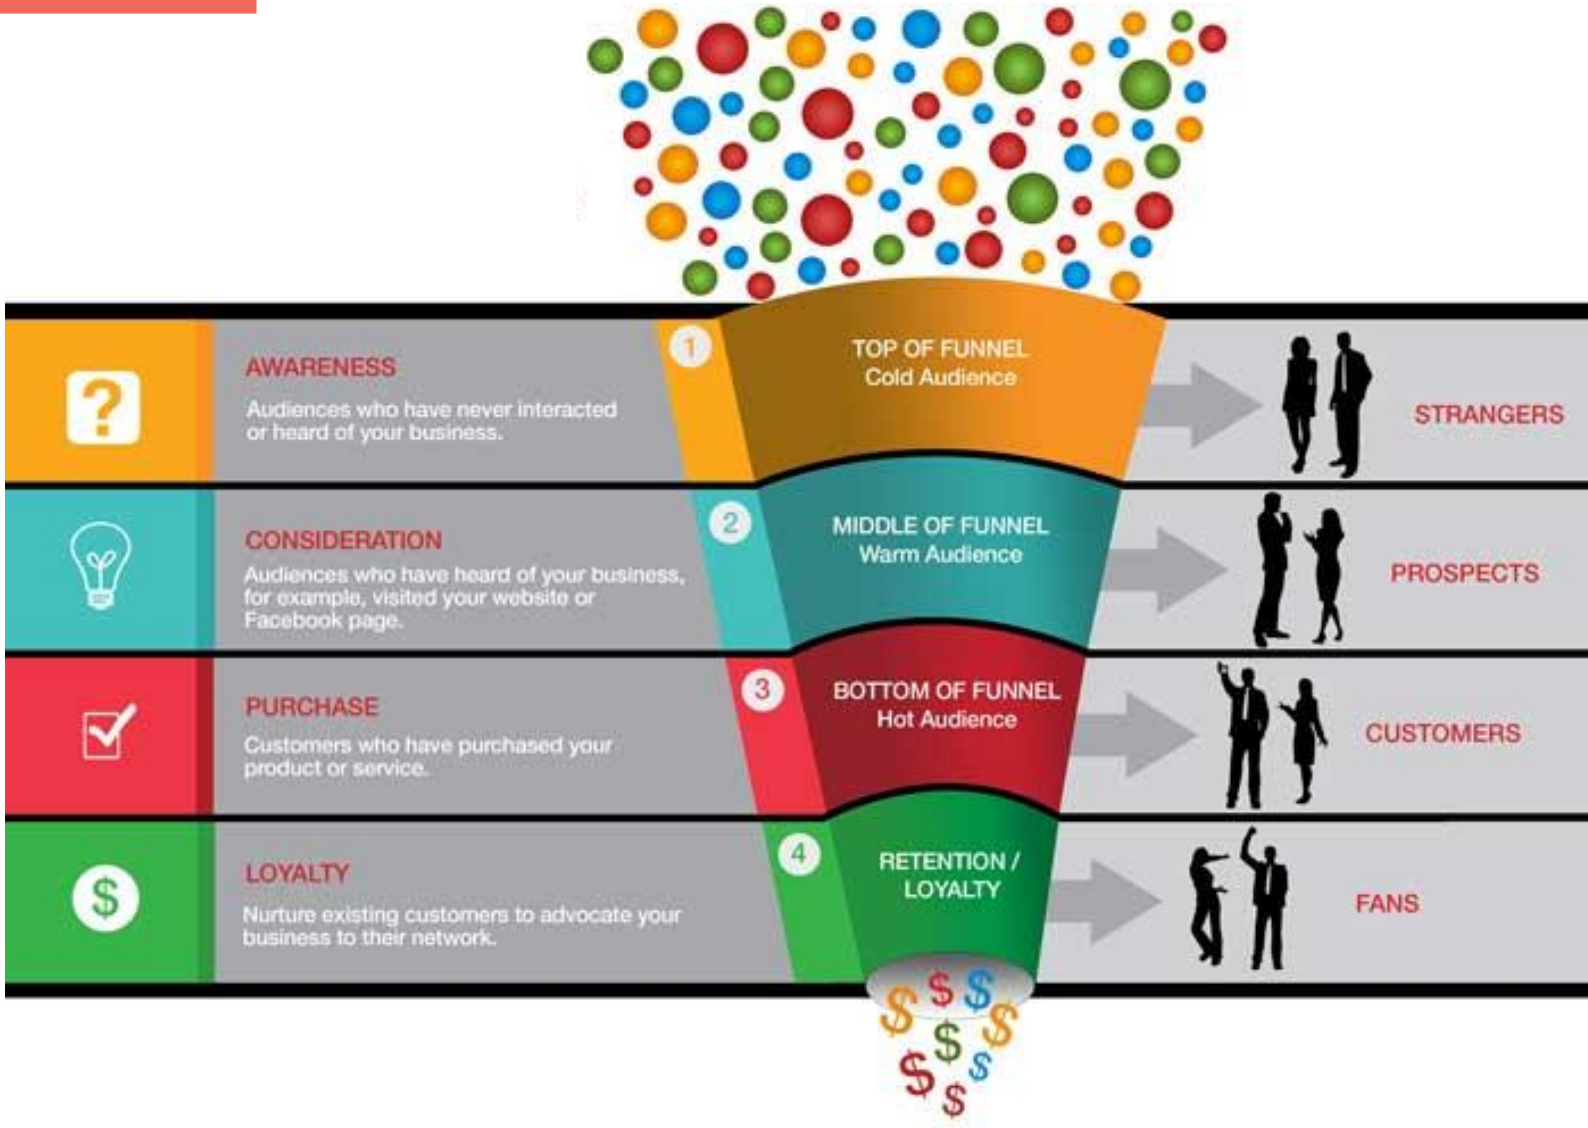 AWARENESS
Audiences who have never interacted
or heard of your business.
1
TOP OF FUNNEL
Cold Audience
STRANGERS
?
CONSIDERATION
Audiences who have heard of your business,
for example, visited your website or
Facebook page.
2
MIDDLE OF FUNNEL
Warm Audience
PROSPECTS
PURCHASE
Customers who have purchased your
product or service.
3
BOTTOM OF FUNNEL
Hot Audience
CUSTOMERS
LOYALTY
Nurture existing customers to advocate your
business to their network.
4
RETENTION /
LOYALTY
FANS
$
$ $
$ $ $
$ $
$